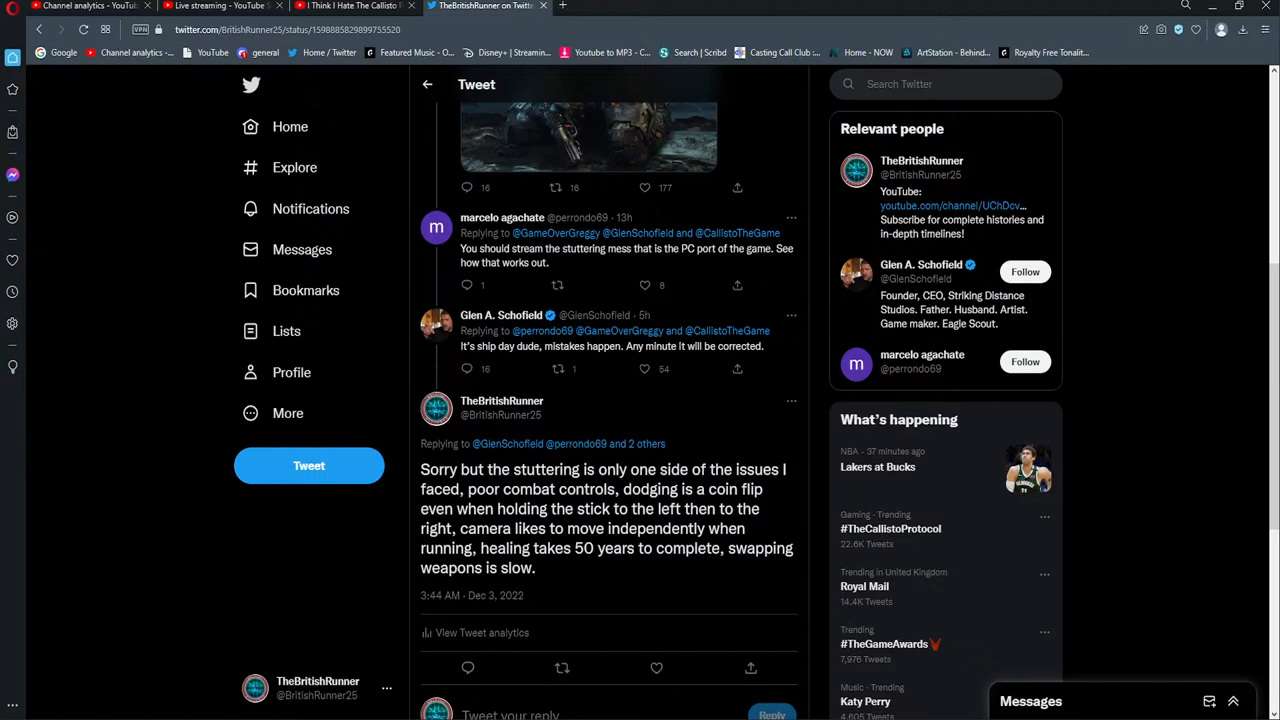 Channel analytics - YouTub
Live streaming - YouTube S
I Think I Hate The Callisto P
TheBritishRunner on Twitte
VPN
twitter.com/BritishRunner25/status/1598885829899755520
Google
Channel analytics -...
YouTube
general
Home / Twitter
Featured Music - O...
Disney+ | Streamin...
Youtube to MP3 - C...
Search | Scribd
Casting Call Club :...
Home - NOW
ArtStation - Behind...
Royalty Free Tonalit...
Home
Explore
Notifications
Messages
Bookmarks
Lists
Profile
More
Tweet
TheBritishRunner
@BritishRunner25
Tweet
16
16
177
marcelo agachate @perrondo69 · 13h
Replying to @GameOverGreggy @GlenSchofield and @CallistoTheGame
You should stream the stuttering mess that is the PC port of the game. See
how that works out.
1
8
Glen A. Schofield @GlenSchofield · 5h
Replying to @perrondo69 @GameOverGreggy and @CallistoTheGame
It's ship day dude, mistakes happen. Any minute it will be corrected.
16
1
54
TheBritishRunner
@BritishRunner25
Replying to @GlenSchofield @perrondo69 and 2 others
Sorry but the stuttering is only one side of the issues I
faced, poor combat controls, dodging is a coin flip
even when holding the stick to the left then to the
right, camera likes to move independently when
running, healing takes 50 years to complete, swapping
weapons is slow.
3:44 AM · Dec 3, 2022
View Tweet analytics
Tweet your reply
Reply
Search Twitter
Relevant people
TheBritishRunner
@BritishRunner25
YouTube:
youtube.com/channel/UChDcv...
Subscribe for complete histories and
in-depth timelines!
Glen A. Schofield
@GlenSchofield
Follow
Founder, CEO, Striking Distance
Studios. Father. Husband. Artist.
Game maker. Eagle Scout.
marcelo agachate
@perrondo69
Follow
What's happening
NBA · 37 minutes ago
Lakers at Bucks
Gaming · Trending
#TheCallistoProtocol
22.6K Tweets
Trending in United Kingdom
Royal Mail
14.4K Tweets
Trending
#TheGameAwards
7,976 Tweets
Music · Trending
Katy Perry
4,605 Tweets
Messages